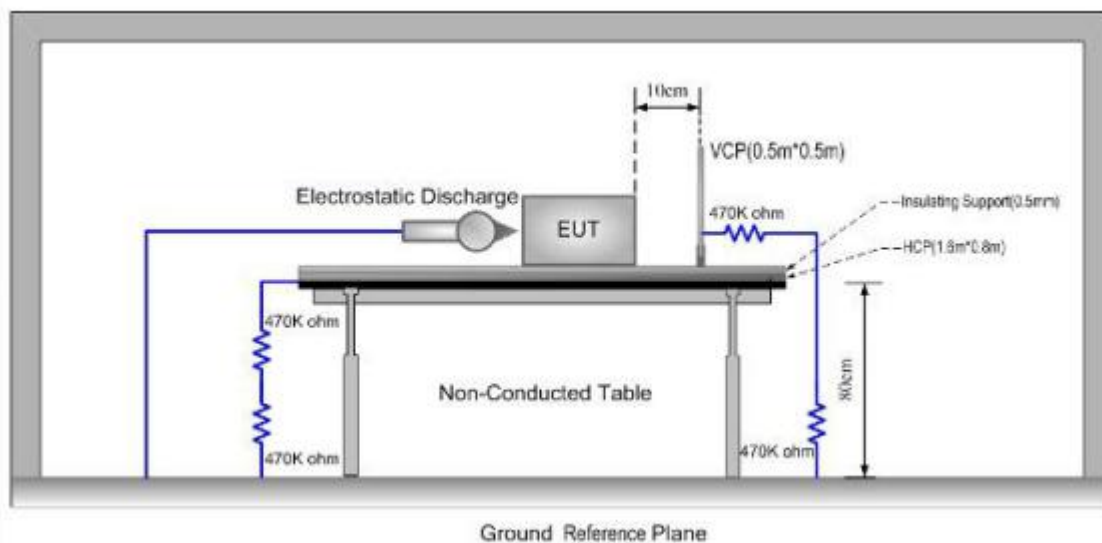 10cm
VCP(0.5m*0.5m)
Electrostatic Discharge
470K ohm
Insulating Support(0.5mm)
EUT
HCP(1.6m*0.8m)
470K ohm
80cm
Non-Conducted Table
470K ohm
470K ohm
Ground Reference Plane